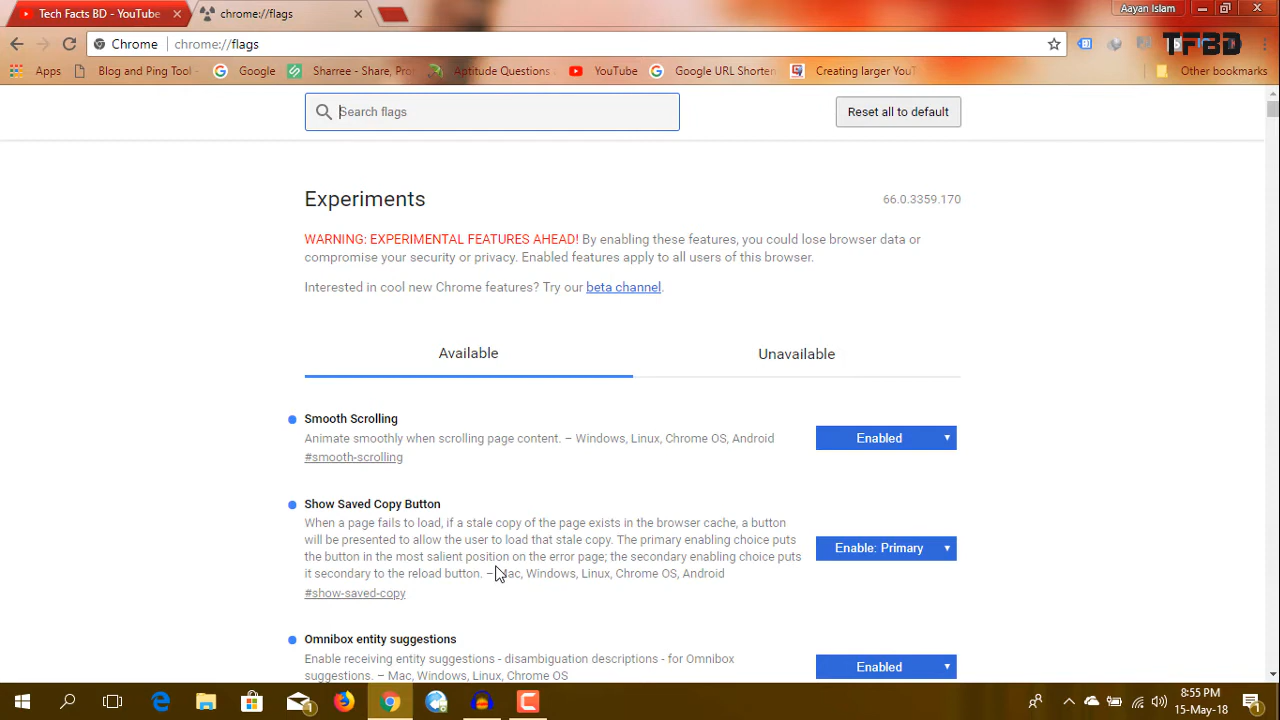 Tech Facts BD - YouTube
chrome://flags
Aayan Islam
Chrome
chrome://flags
TFBD
Apps
Blog and Ping Tool -
Google
Sharree - Share, Pro
Aptitude Questions
YouTube
Google URL Shorten
Creating larger YouT
Other bookmarks
Search flags
Reset all to default
Experiments
66.0.3359.170
WARNING: EXPERIMENTAL FEATURES AHEAD! By enabling these features, you could lose browser data or
compromise your security or privacy. Enabled features apply to all users of this browser.
Interested in cool new Chrome features? Try our beta channel.
Available
Unavailable
Smooth Scrolling
Animate smoothly when scrolling page content. – Windows, Linux, Chrome OS, Android
#smooth-scrolling
Enabled
Show Saved Copy Button
When a page fails to load, if a stale copy of the page exists in the browser cache, a button
will be presented to allow the user to load that stale copy. The primary enabling choice puts
the button in the most salient position on the error page; the secondary enabling choice puts
it secondary to the reload button. – Mac, Windows, Linux, Chrome OS, Android
#show-saved-copy
Enable: Primary
Omnibox entity suggestions
Enable receiving entity suggestions - disambiguation descriptions - for Omnibox
suggestions. – Mac, Windows, Linux, Chrome OS
Enabled
1
8:55 PM
15-May-18
1